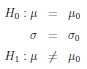 H₀ : μ = μ₀
σ = σ₀
H₁ : μ ≠ μ₀